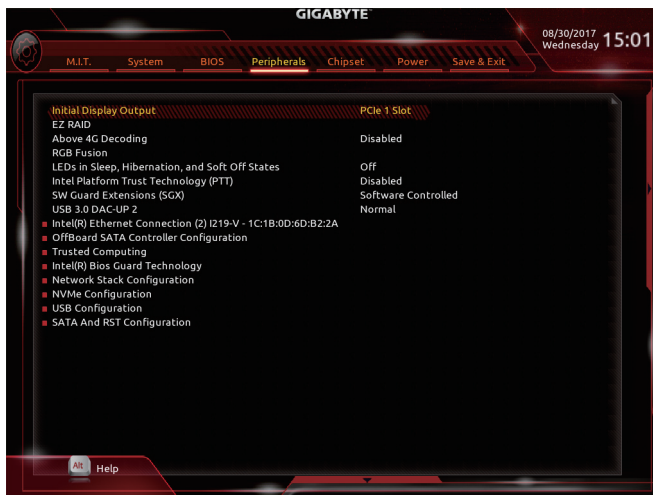 GIGABYTE™
08/30/2017
Wednesday 15:01
M.I.T. System BIOS Peripherals Chipset Power Save & Exit
Initial Display Output PCIe 1 Slot
EZ RAID
Above 4G Decoding Disabled
RGB Fusion
LEDs in Sleep, Hibernation, and Soft Off States Off
Intel Platform Trust Technology (PTT) Disabled
SW Guard Extensions (SGX) Software Controlled
USB 3.0 DAC-UP 2 Normal
Intel(R) Ethernet Connection (2) I219-V - 1C:1B:0D:6D:B2:2A
OffBoard SATA Controller Configuration
Trusted Computing
Intel(R) Bios Guard Technology
Network Stack Configuration
NVMe Configuration
USB Configuration
SATA And RST Configuration
Alt Help